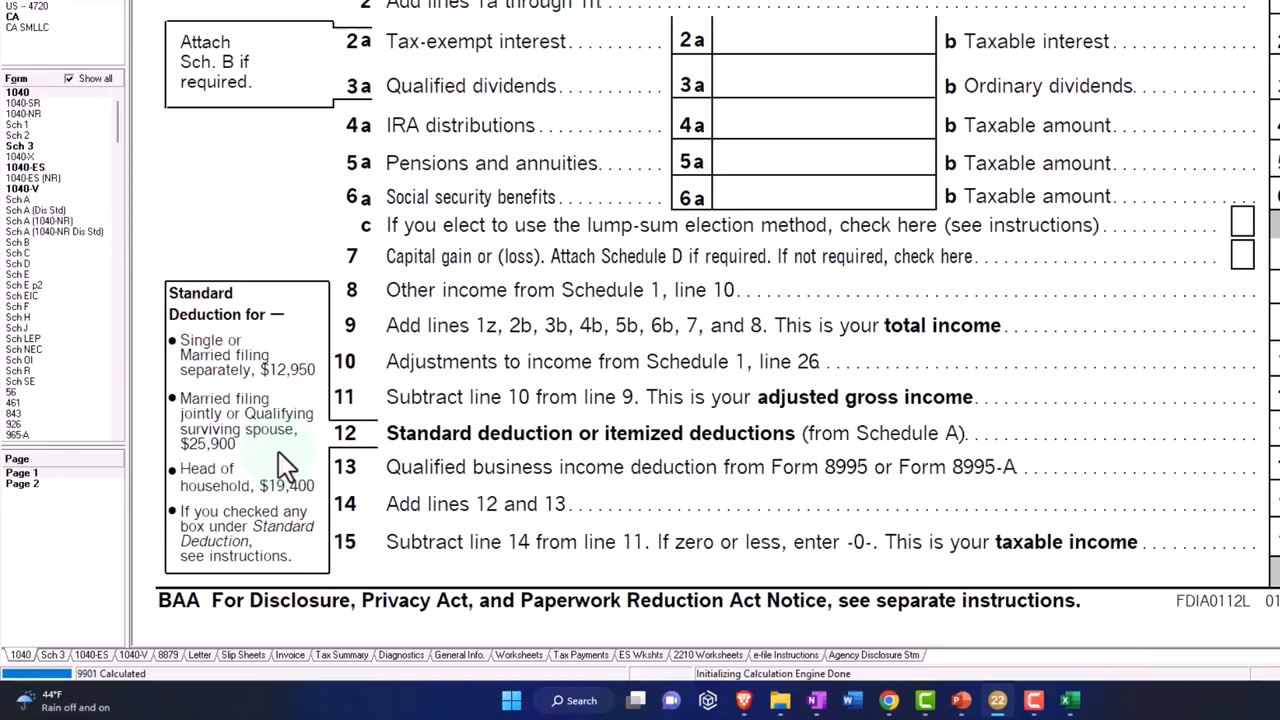 US -- 4720
CA
CA SMLLC
Form
Show all
1040
1040-SR
1040-NR
Sch 1
Sch 2
Sch 3
1040-X
1040-ES
1040-ES (NR)
1040-V
Sch A
Sch A (Dis Std)
Sch A (1040-NR)
Sch A (1040-NR Dis Std)
Sch B
Sch C
Sch D
Sch E
Sch E p2
Sch EIC
Sch F
Sch H
Sch J
Sch LEP
Sch NEC
Sch OI
Sch R
Sch SE
56
461
843
926
965-A
Page
Page 1
Page 2
2 Add lines 1a through 1h
Attach
Sch. B if
required.
2a Tax-exempt interest 2a b Taxable interest
3a Qualified dividends 3a b Ordinary dividends
4a IRA distributions 4a b Taxable amount
5a Pensions and annuities 5a b Taxable amount
6a Social security benefits 6a b Taxable amount
c If you elect to use the lump-sum election method, check here (see instructions)
7 Capital gain or (loss). Attach Schedule D if required. If not required, check here
8 Other income from Schedule 1, line 10
9 Add lines 1z, 2b, 3b, 4b, 5b, 6b, 7, and 8. This is your total income
10 Adjustments to income from Schedule 1, line 26
11 Subtract line 10 from line 9. This is your adjusted gross income
12 Standard deduction or itemized deductions (from Schedule A)
13 Qualified business income deduction from Form 8995 or Form 8995-A
14 Add lines 12 and 13
15 Subtract line 14 from line 11. If zero or less, enter -0-. This is your taxable income
Standard
Deduction for —
● Single or
Married filing
separately, $12,950
● Married filing
jointly or Qualifying
surviving spouse,
$25,900
● Head of
household, $19,400
● If you checked any
box under Standard
Deduction,
see instructions.
BAA For Disclosure, Privacy Act, and Paperwork Reduction Act Notice, see separate instructions. FDIA0112L
1040 Sch 3 1040-ES 1040-V 8879 Letter Slip Sheets Invoice Tax Summary Diagnostics General Info. Worksheets Tax Payments ES Wkshts 2210 Worksheets e-file Instructions Agency Disclosure Stm
9901 Calculated Initializing Calculation Engine Done
44°F
Rain off and on
Search
22